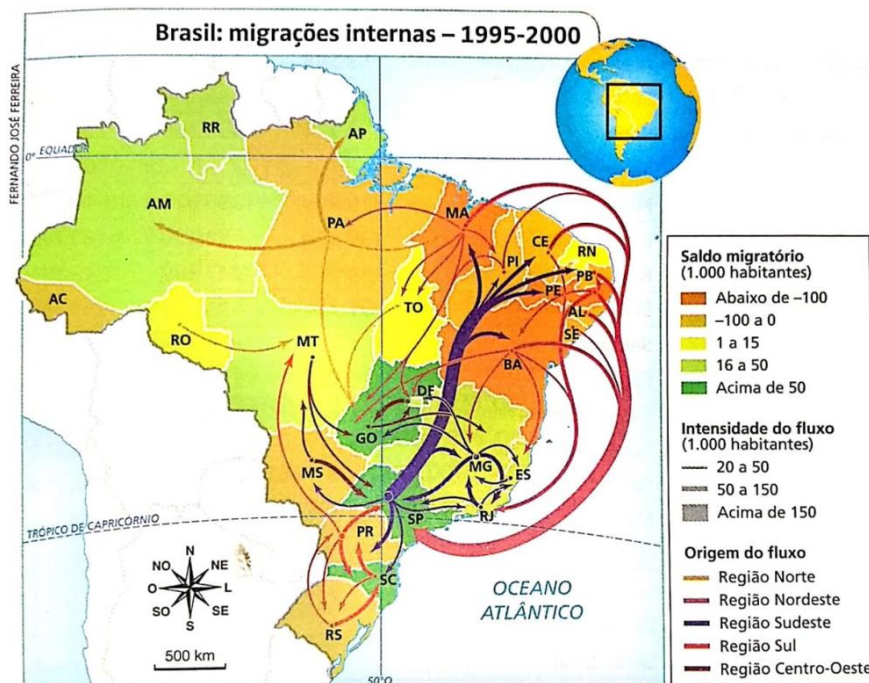 Brasil: migrações internas – 1995-2000
FERNANDO JOSÉ FERREIRA
RR
AP
0° EQUADOR
AM
PA
MA
CE
RN
PI
PB
PE
AC
TO
AL
SE
RO
MT
BA
DF
GO
MG
ES
MS
SP
RJ
TRÓPICO DE CAPRICÓRNIO
PR
SC
RS
N
NO
NE
O
L
SO
SE
S
500 km
50°O
OCEANO
ATLÂNTICO
Saldo migratório
(1.000 habitantes)
Abaixo de –100
–100 a 0
1 a 15
16 a 50
Acima de 50
Intensidade do fluxo
(1.000 habitantes)
20 a 50
50 a 150
Acima de 150
Origem do fluxo
Região Norte
Região Nordeste
Região Sudeste
Região Sul
Região Centro-Oeste